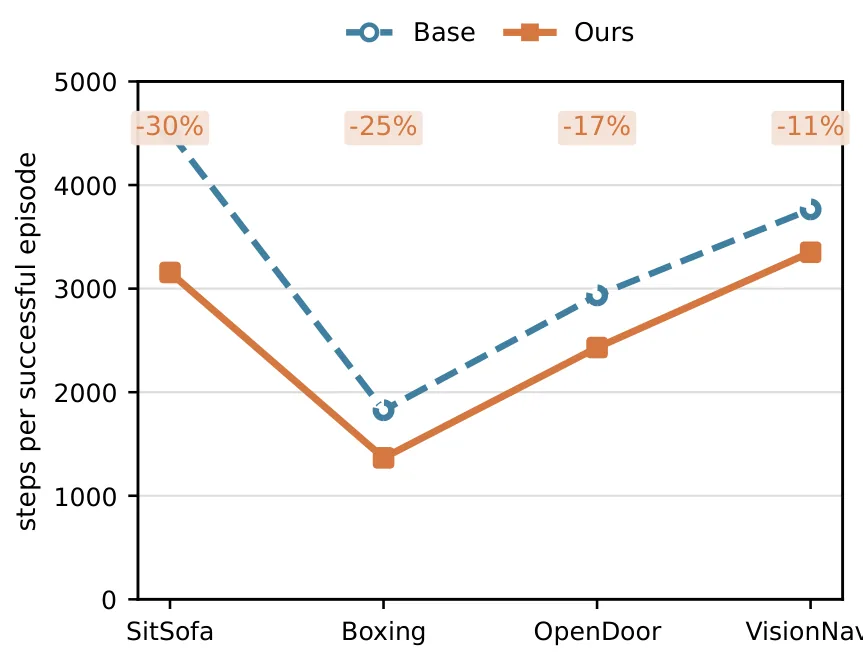 Base Ours
5000
-30% -25% -17% -11%
4000
3000
2000
1000
0
steps per successful episode
SitSofa Boxing OpenDoor VisionNav